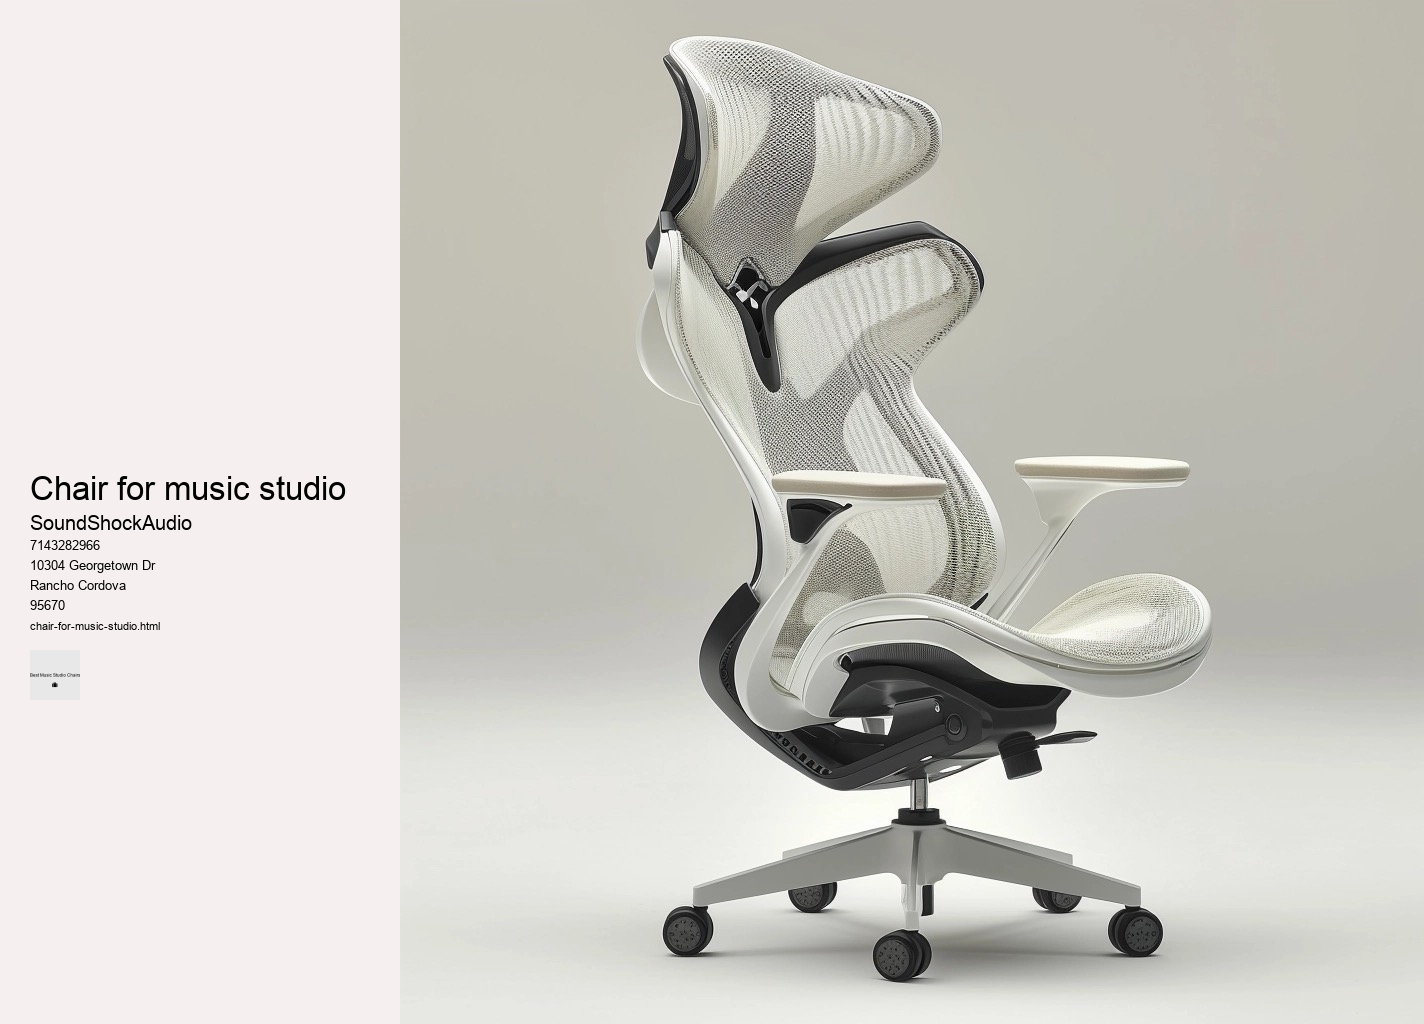 Chair for music studio
SoundShockAudio
7143282966
10304 Georgetown Dr
Rancho Cordova
95670
chair-for-music-studio.html
Best Music Studio Chairs